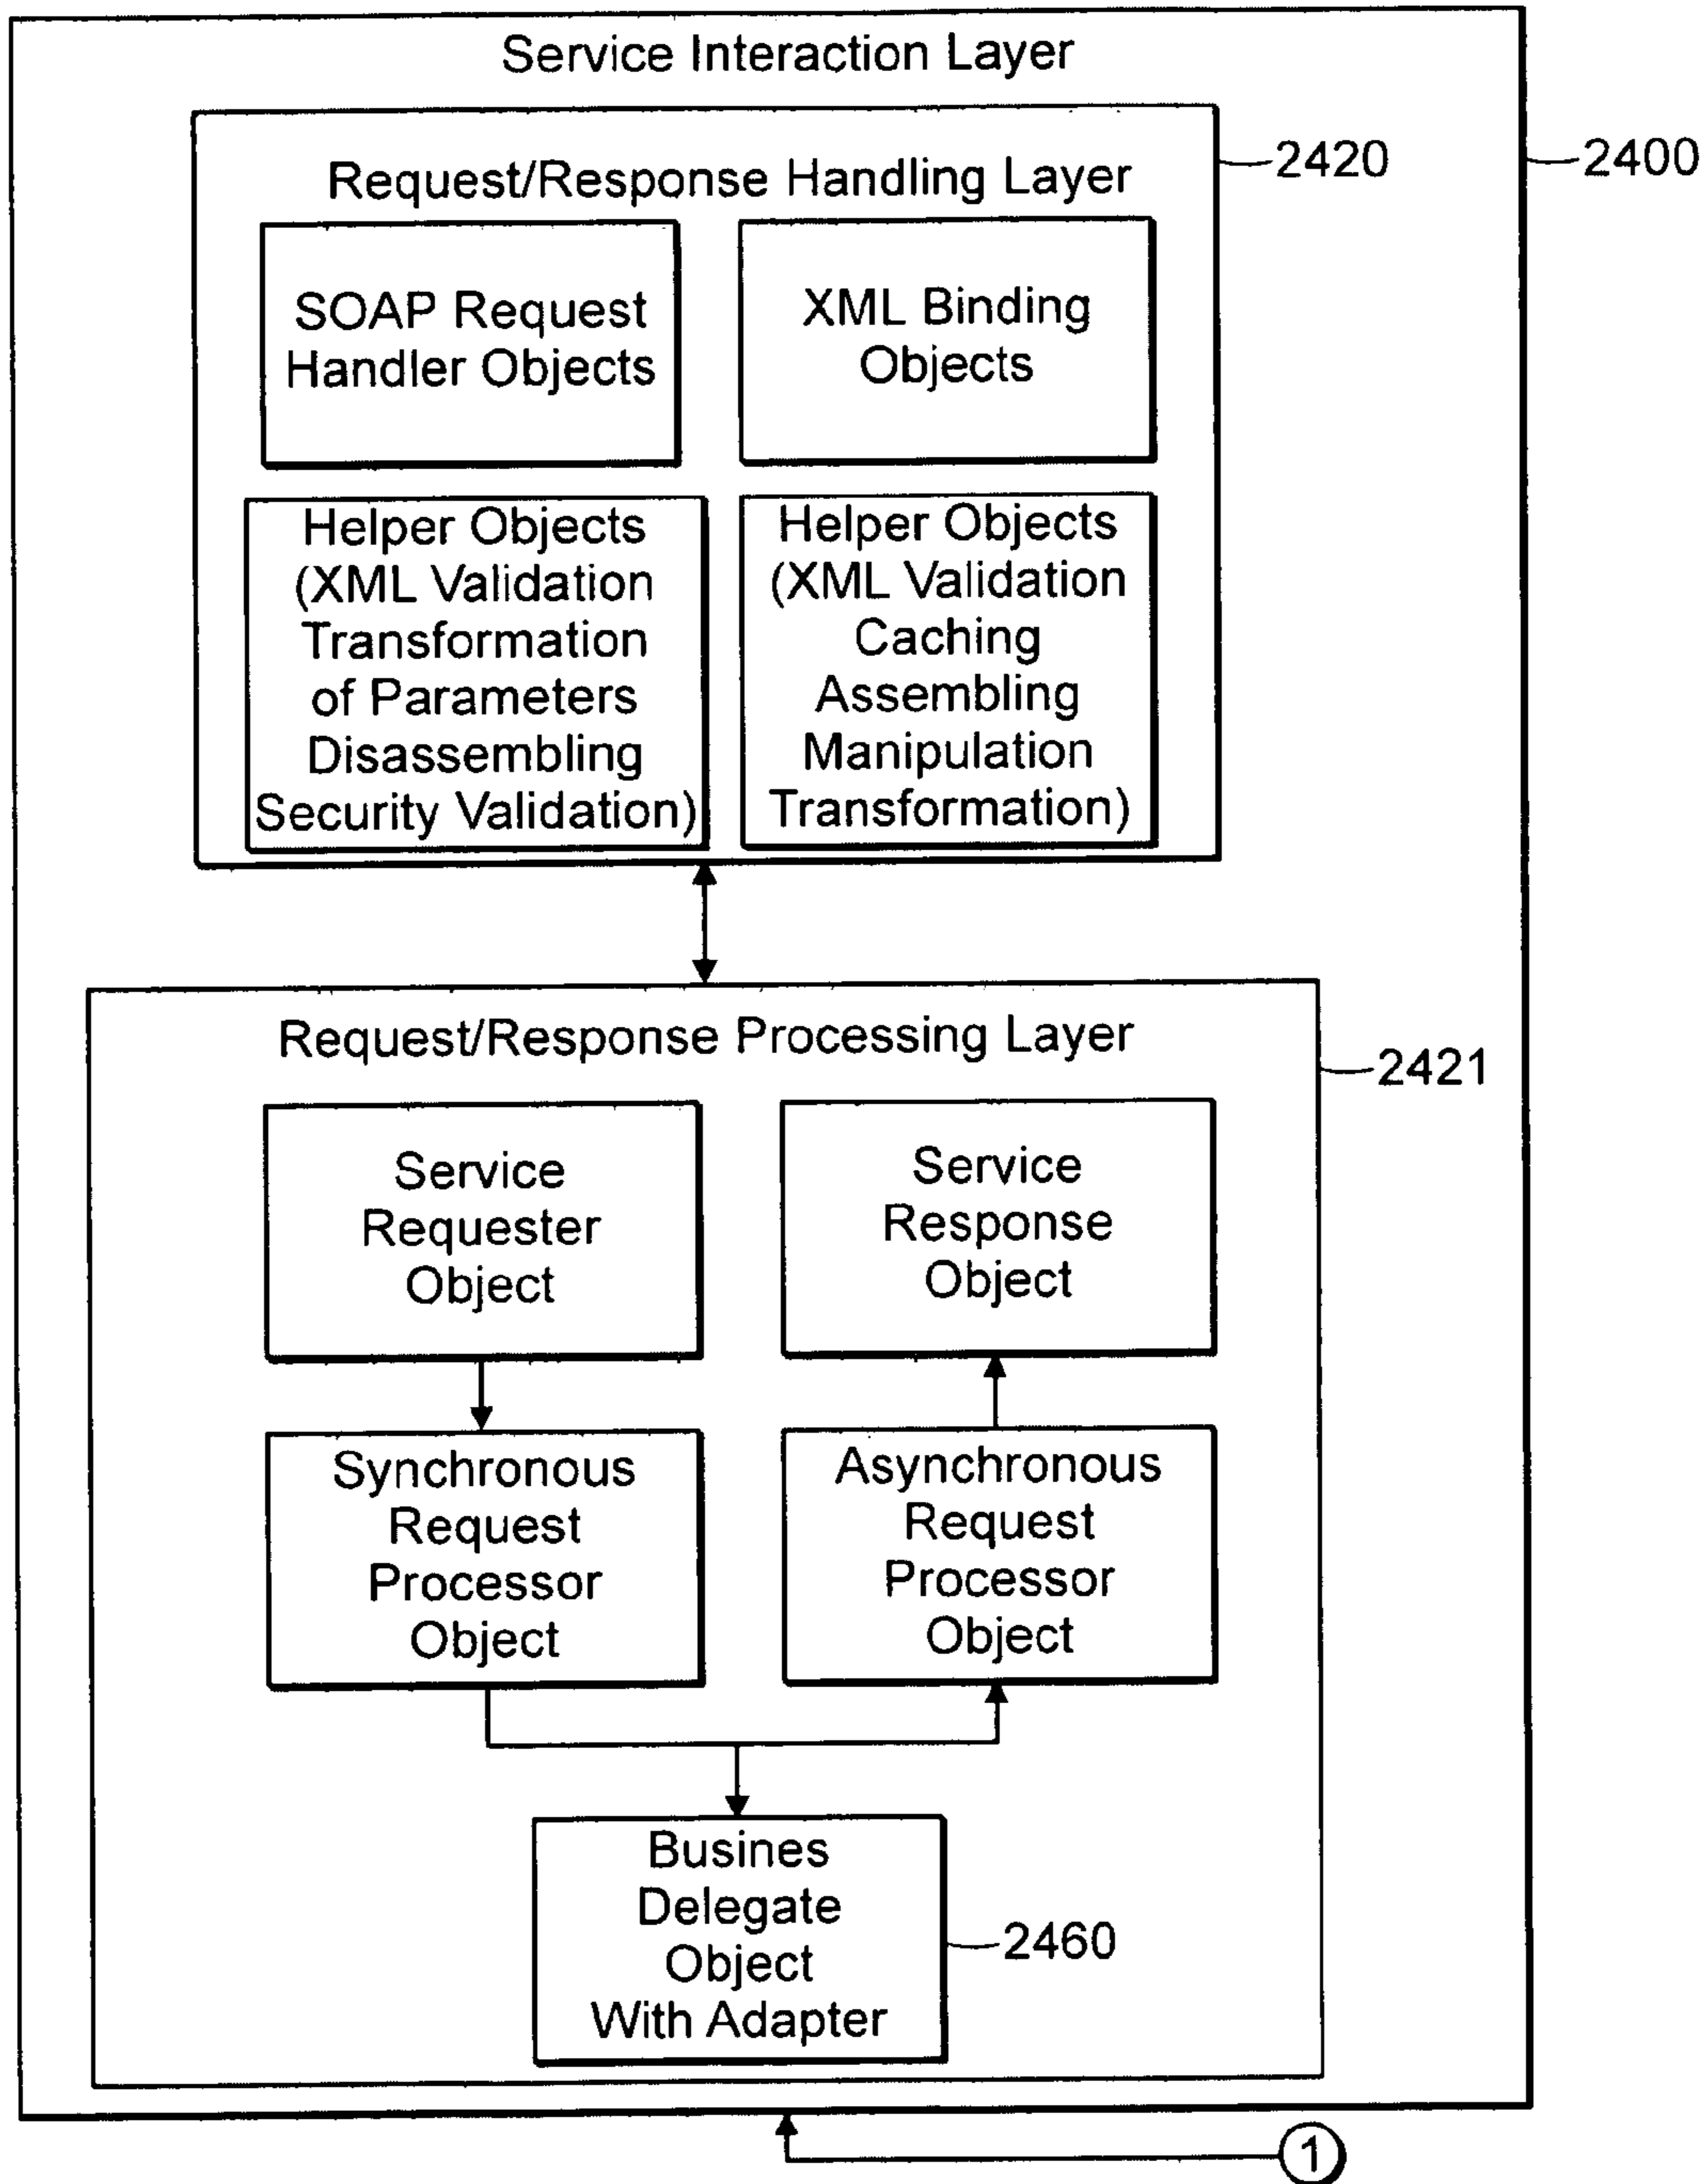 Service Interaction Layer
2400
2420
Request/Response Handling Layer
SOAP Request
Handler Objects
XML Binding
Objects
Helper Objects
(XML Validation
Transformation
of Parameters
Disassembling
Security Validation)
Helper Objects
(XML Validation
Caching
Assembling
Manipulation
Transformation)
Request/Response Processing Layer
2421
Service
Requester
Object
Service
Response
Object
Synchronous
Request
Processor
Object
Asynchronous
Request
Processor
Object
Busines
Delegate
Object
With Adapter
2460
1